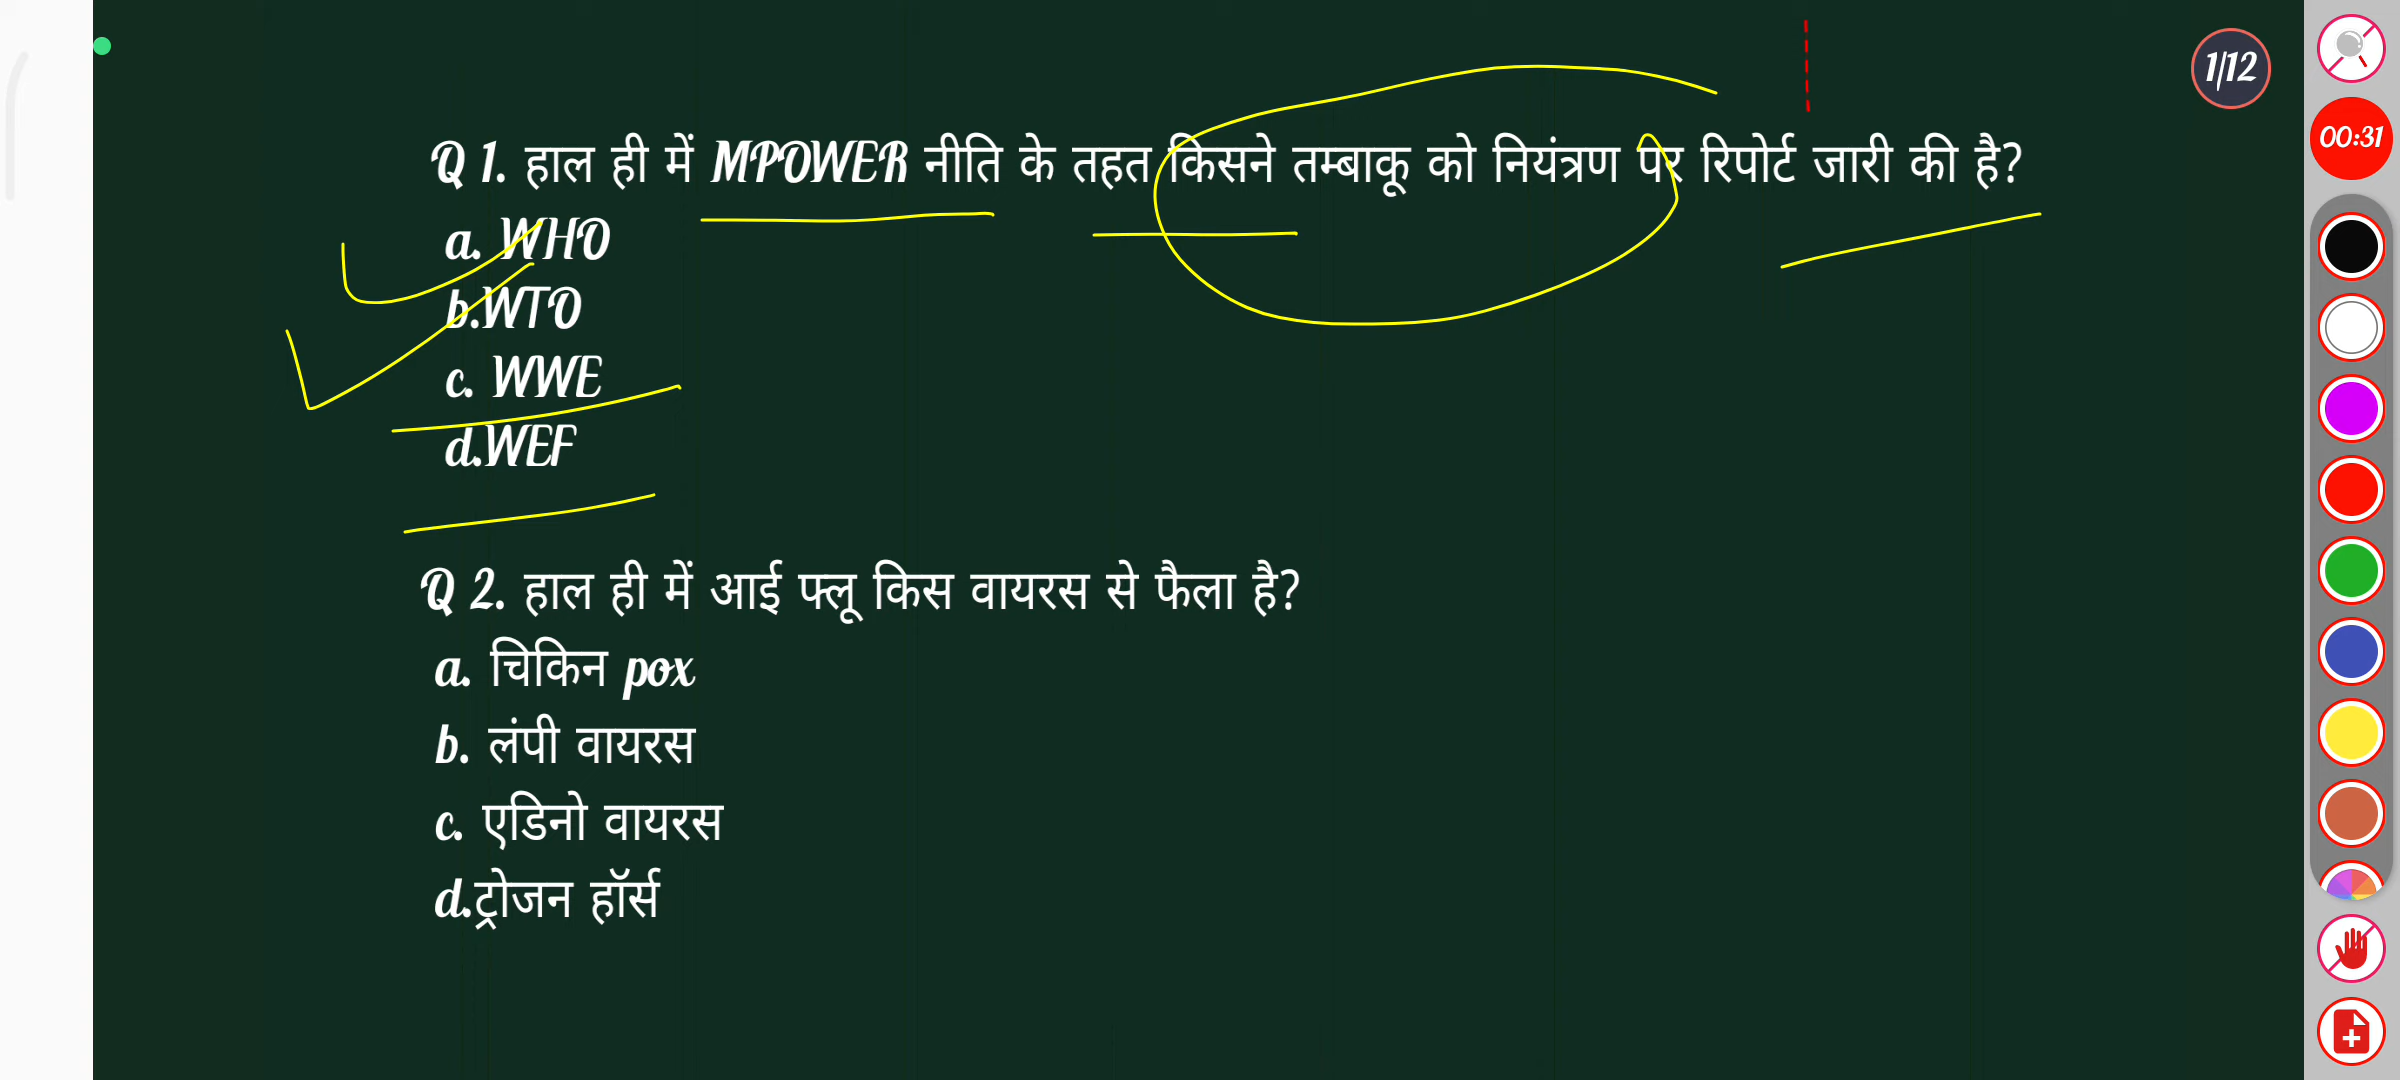 1/12
00:31
Q 1. हाल ही में MPOWER नीति के तहत किसने तम्बाकू को नियंत्रण पर रिपोर्ट जारी की है?
a. WHO
b.WTO
c. WWE
d.WEF
Q 2. हाल ही में आई फ्लू किस वायरस से फैला है?
a. चिकिन pox
b. लंपी वायरस
c. एडिनो वायरस
d.ट्रोजन हॉर्स